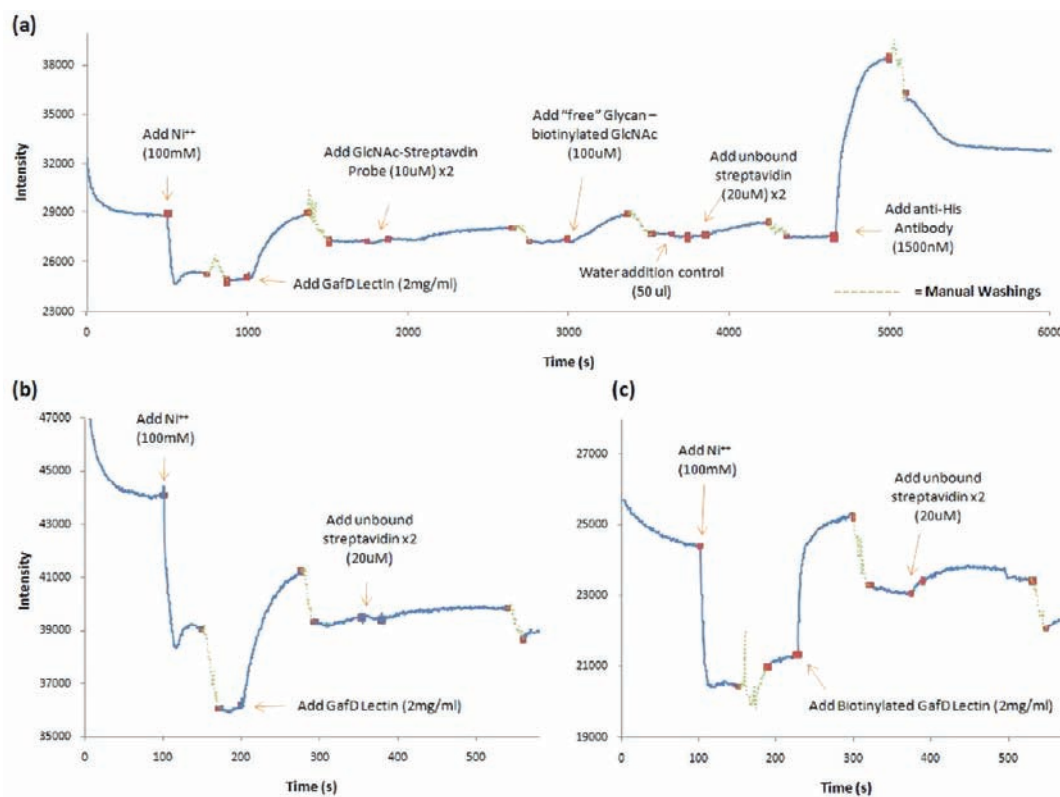 (a)
38000
35000
32000
29000
26000
23000
Intensity
Add Ni⁺⁺
(100mM)
Add GlcNAc-Streptavdin
Probe (10uM) x2
Add "free" Glycan –
biotinylated GlcNAc
(100uM)
Add unbound
streptavidin
(20uM) x2
Add anti-His
Antibody
(1500nM)
Add GafD Lectin (2mg/ml)
Water addition control
(50 ul)
= Manual Washings
0 1000 2000 3000 4000 5000 6000
Time (s)
(b)
47000
45000
43000
41000
39000
37000
35000
Intensity
Add Ni⁺⁺
(100mM)
Add unbound
streptavidin x2
(20uM)
Add GafD Lectin (2mg/ml)
0 100 200 300 400 500
Time (s)
(c)
27000
25000
23000
21000
19000
Intensity
Add Ni⁺⁺
(100mM)
Add unbound
streptavidin x2
(20uM)
Add Biotinylated GafD Lectin (2mg/ml)
0 100 200 300 400 500
Time (s)